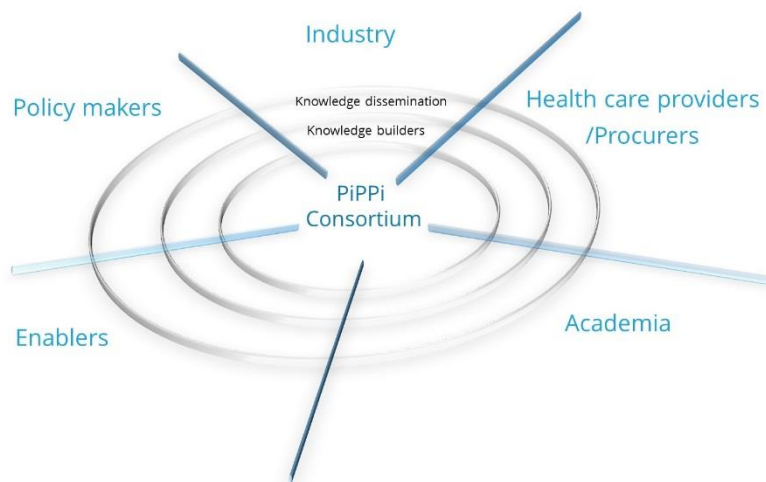 Industry
Policy makers
Knowledge dissemination
Health care providers
/Procurers
Knowledge builders
PiPPi
Consortium
Enablers
Academia